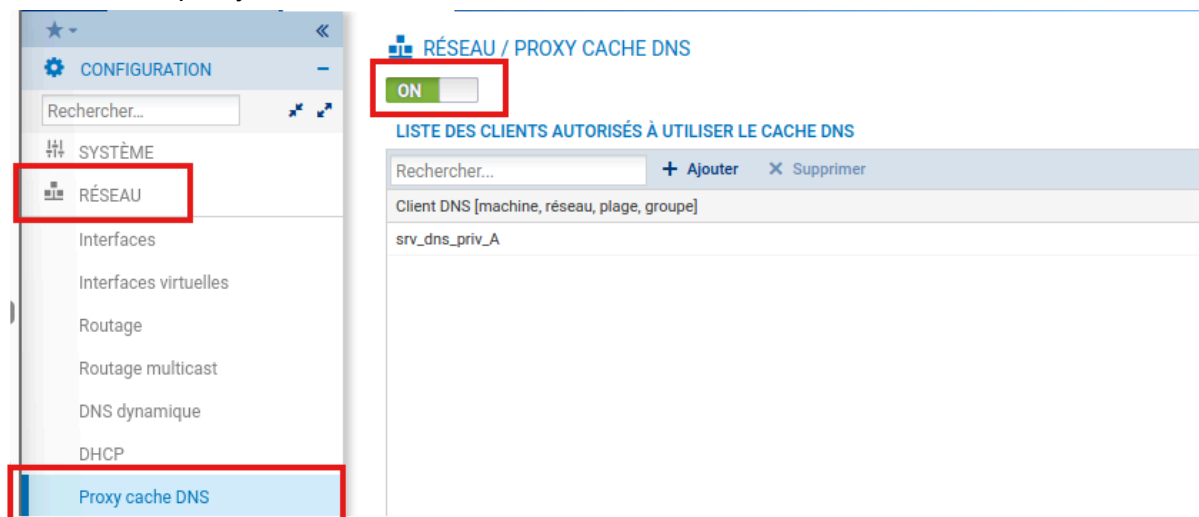 CONFIGURATION
Rechercher...
SYSTÈME
RÉSEAU
Interfaces
Interfaces virtuelles
Routage
Routage multicast
DNS dynamique
DHCP
Proxy cache DNS
RÉSEAU / PROXY CACHE DNS
ON
LISTE DES CLIENTS AUTORISÉS À UTILISER LE CACHE DNS
Rechercher... + Ajouter × Supprimer
Client DNS [machine, réseau, plage, groupe]
srv_dns_priv_A